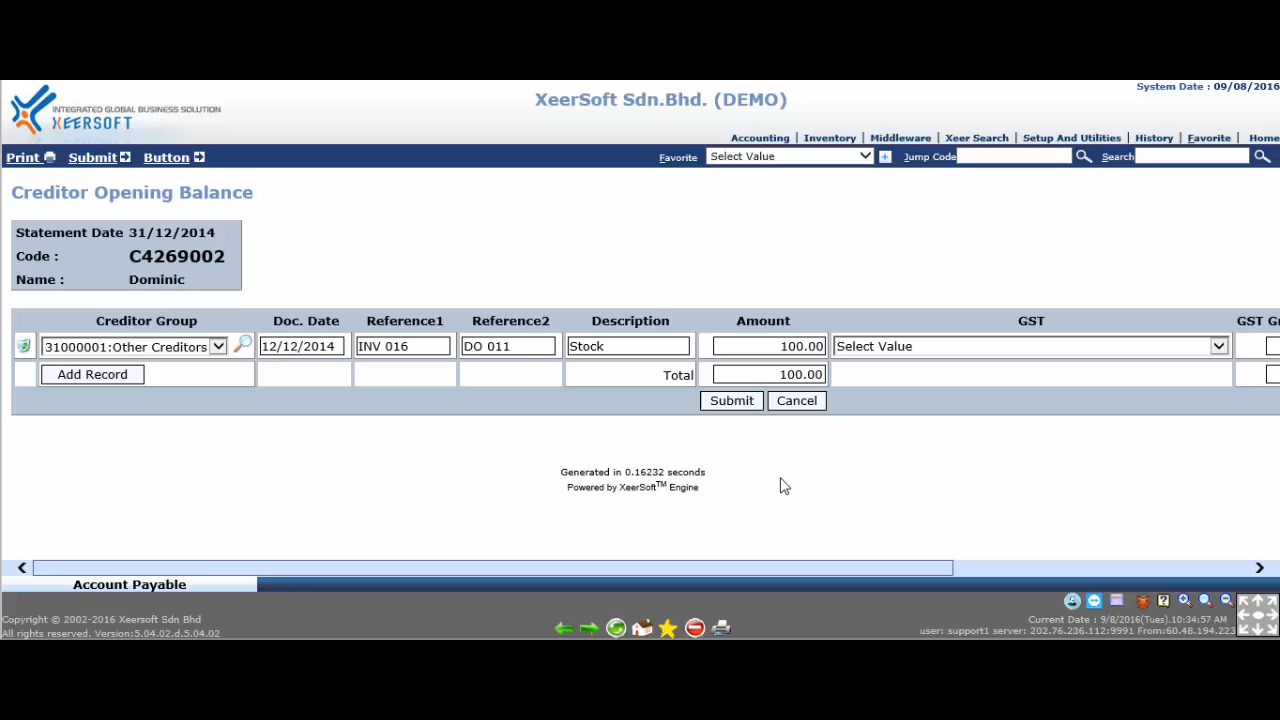 System Date : 09/08/2016
INTEGRATED GLOBAL BUSINESS SOLUTION
XEERSOFT
XeerSoft Sdn.Bhd. (DEMO)
Accounting | Inventory | Middleware | Xeer Search | Setup And Utilities | History | Favorite | Home
Print Submit Button Favorite Select Value Jump Code Search
Creditor Opening Balance
Statement Date 31/12/2014
Code : C4269002
Name : Dominic
Creditor Group Doc. Date Reference1 Reference2 Description Amount GST GST G
31000001:Other Creditors 12/12/2014 INV 016 DO 011 Stock 100.00 Select Value
Add Record Total 100.00
Submit Cancel
Generated in 0.16232 seconds
Powered by XeerSoft™ Engine
Account Payable
Copyright © 2002-2016 Xeersoft Sdn Bhd
All rights reserved. Version:5.04.02.d.5.04.02
Current Date : 9/8/2016(Tues).10:34:57 AM
user: support1 server: 202.76.236.112:9991 From:60.48.194.223